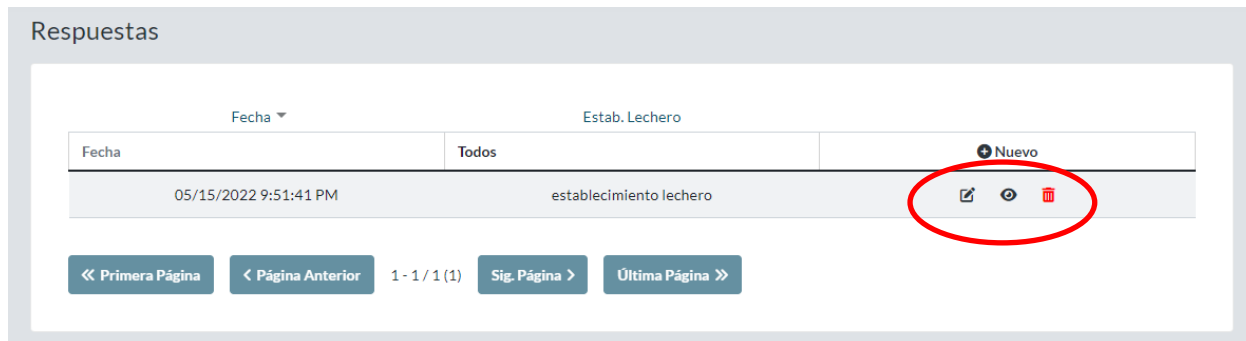 Respuestas
Fecha Estab. Lechero
Fecha Todos Nuevo
05/15/2022 9:51:41 PM establecimiento lechero
Primera Página Página Anterior 1 - 1 / 1 (1) Sig. Página Última Página